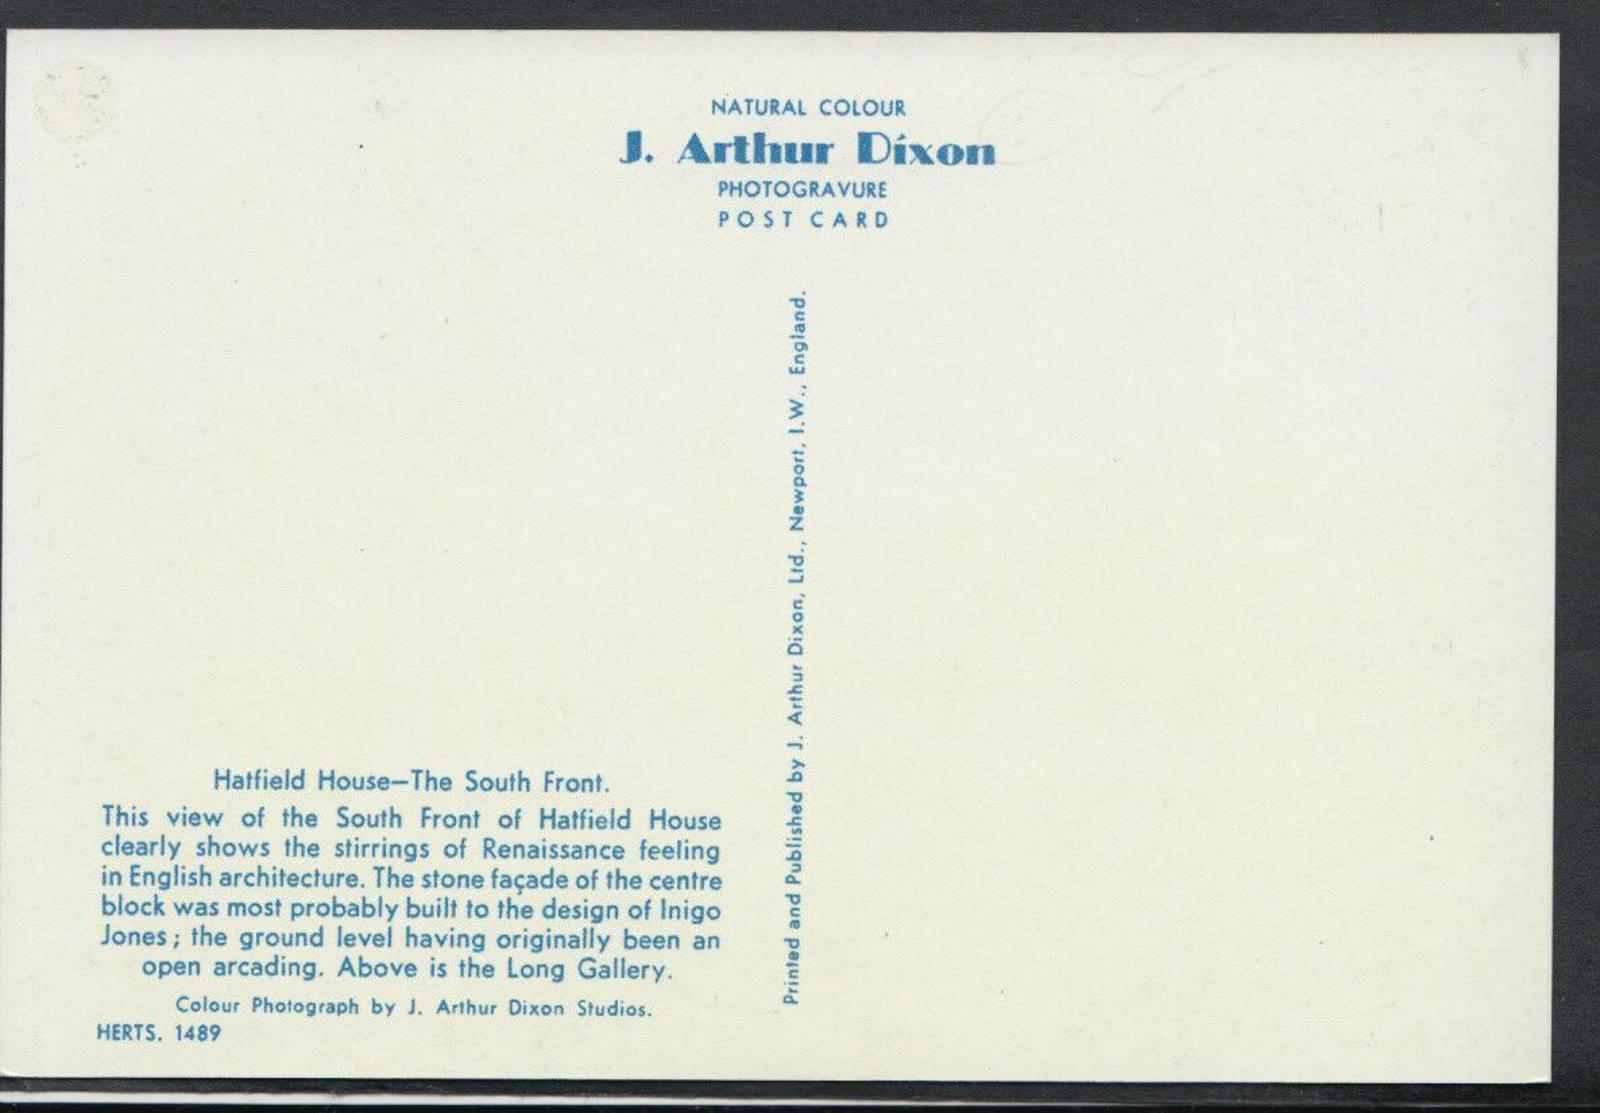 NATURAL COLOUR
J. Arthur Dixon
PHOTOGRAVURE
POST CARD
Printed and Published by J. Arthur Dixon, Ltd., Newport, I.W., England.
Hatfield House—The South Front.
This view of the South Front of Hatfield House
clearly shows the stirrings of Renaissance feeling
in English architecture. The stone façade of the centre
block was most probably built to the design of Inigo
Jones; the ground level having originally been an
open arcading. Above is the Long Gallery.
Colour Photograph by J. Arthur Dixon Studios.
HERTS. 1489